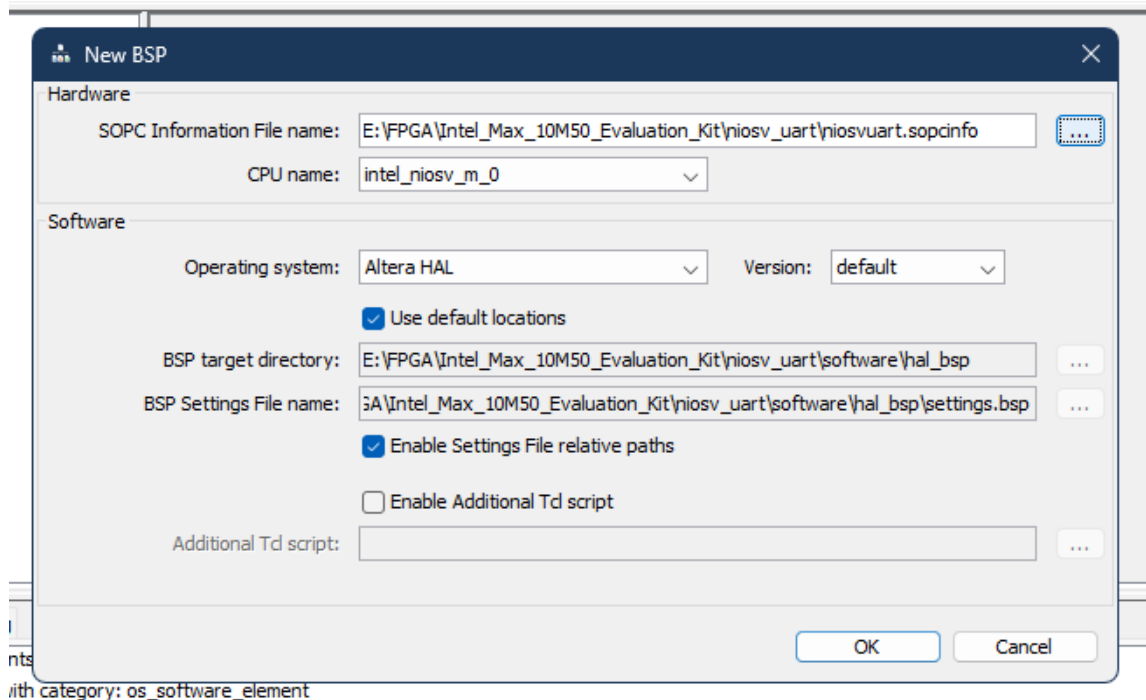 New BSP
Hardware
SOPC Information File name: E:\FPGA\Intel_Max_10M50_Evaluation_Kit\niosv_uart\niosvuart.sopcinfo ...
CPU name: intel_niosv_m_0
Software
Operating system: Altera HAL Version: default
Use default locations
BSP target directory: E:\FPGA\Intel_Max_10M50_Evaluation_Kit\niosv_uart\software\hal_bsp ...
BSP Settings File name: GA\Intel_Max_10M50_Evaluation_Kit\niosv_uart\software\hal_bsp\settings.bsp ...
Enable Settings File relative paths
Enable Additional Tcl script
Additional Tcl script: ...
OK Cancel
nts
with category: os_software_element